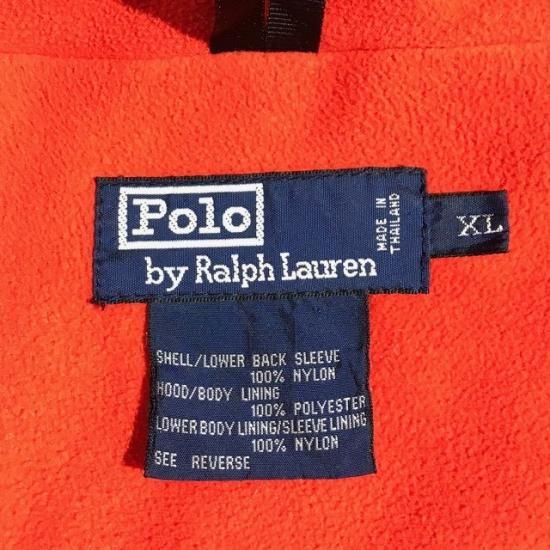 Polo
by Ralph Lauren
MADE IN
THAILAND
XL
SHELL/LOWER BACK SLEEVE
100% NYLON
HOOD/BODY LINING
100% POLYESTER
LOWER BODY LINING/SLEEVE LINING
100% NYLON
SEE REVERSE